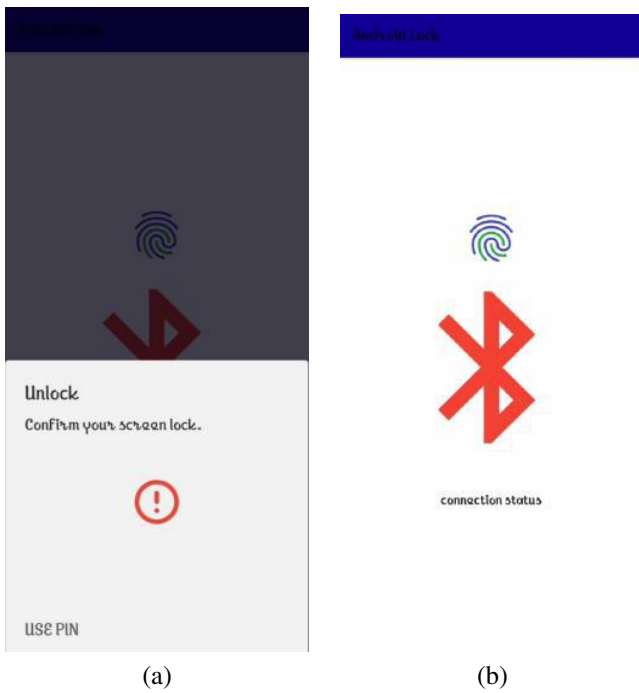 Unlock
Confirm your screen lock.
USE PIN
(a)
Android Lock
connection status
(b)